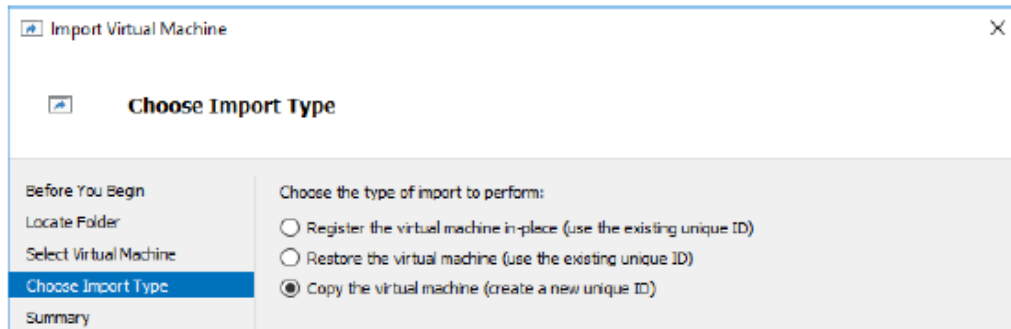 Import Virtual Machine
Choose Import Type
Before You Begin
Locate Folder
Select Virtual Machine
Choose Import Type
Summary
Choose the type of import to perform:
Register the virtual machine in-place (use the existing unique ID)
Restore the virtual machine (use the existing unique ID)
Copy the virtual machine (create a new unique ID)